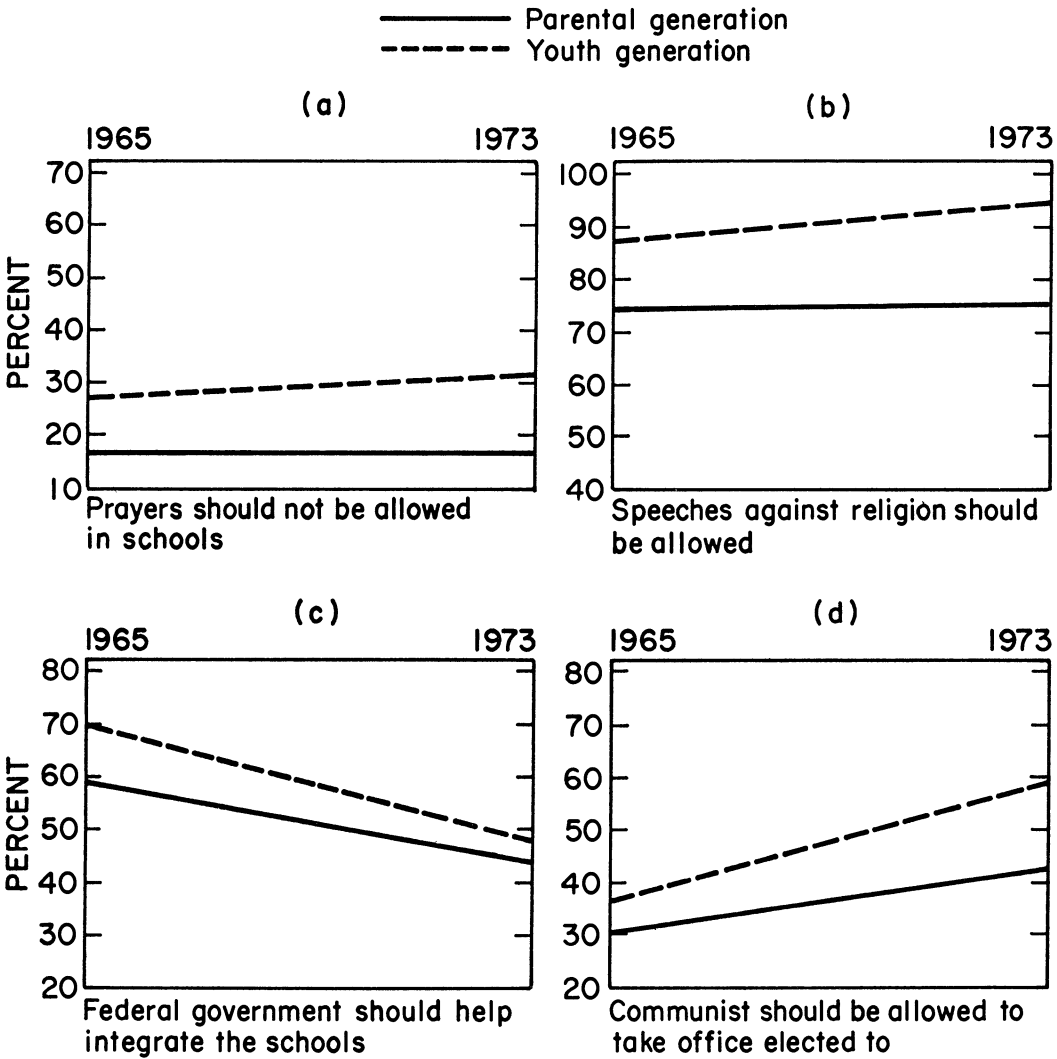 Parental generation
Youth generation
(a)
1965 1973
PERCENT
70
60
50
40
30
20
10
Prayers should not be allowed
in schools
(b)
1965 1973
100
90
80
70
60
50
40
Speeches against religion should
be allowed
(c)
1965 1973
PERCENT
80
70
60
50
40
30
20
Federal government should help
integrate the schools
(d)
1965 1973
80
70
60
50
40
30
20
Communist should be allowed to
take office elected to